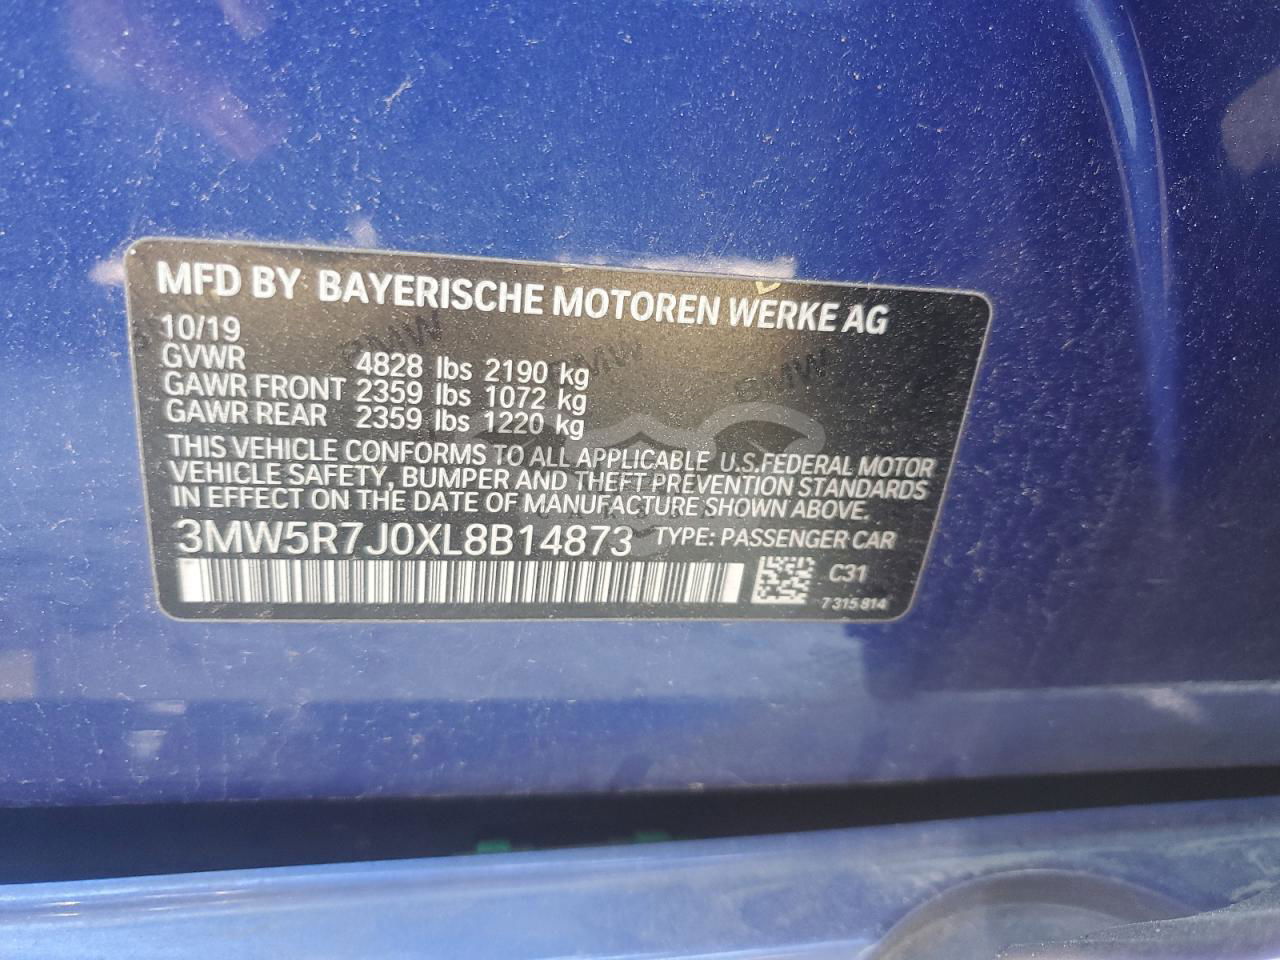 MFD BY BAYERISCHE MOTOREN WERKE AG
10/19
GVWR 4828 lbs 2190 kg
GAWR FRONT 2359 lbs 1072 kg
GAWR REAR 2359 lbs 1220 kg
THIS VEHICLE CONFORMS TO ALL APPLICABLE U.S.FEDERAL MOTOR
VEHICLE SAFETY, BUMPER AND THEFT PREVENTION STANDARDS
IN EFFECT ON THE DATE OF MANUFACTURE SHOWN ABOVE.
3MW5R7J0XL8B14873 TYPE: PASSENGER CAR
C31
7 315 814